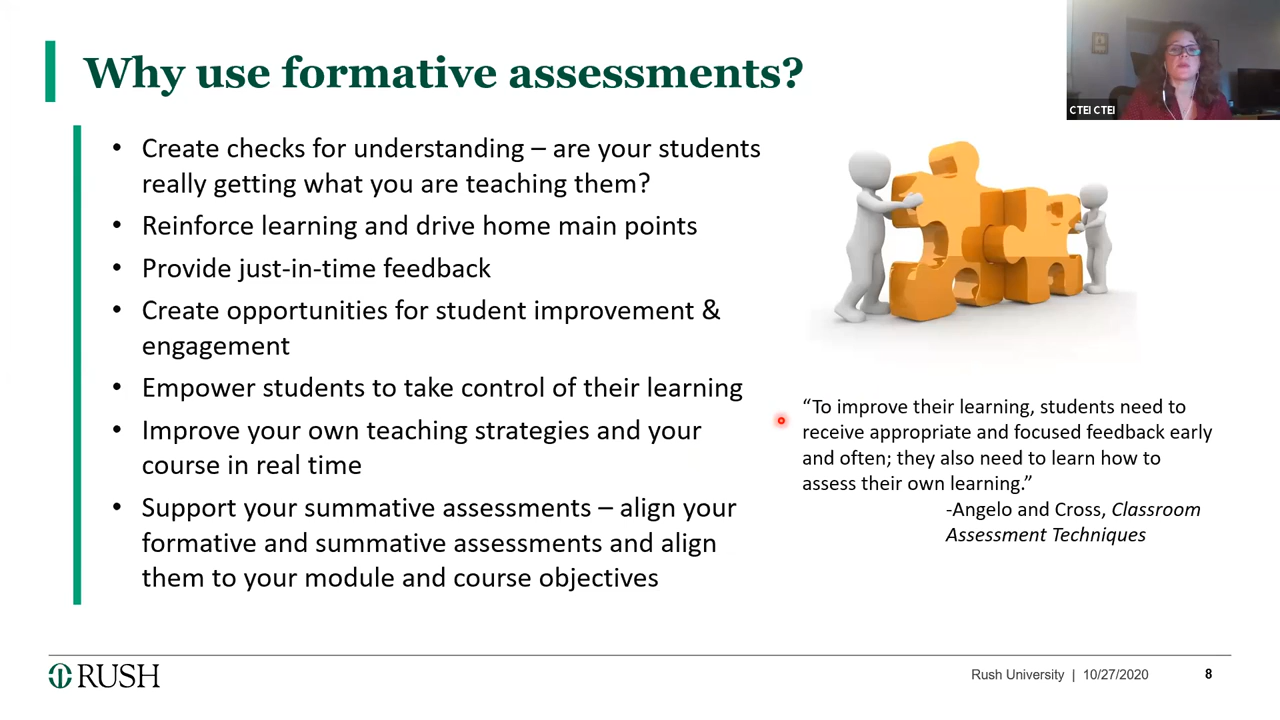 Why use formative assessments?
CTEI CTEI
• Create checks for understanding – are your students
really getting what you are teaching them?
• Reinforce learning and drive home main points
• Provide just-in-time feedback
• Create opportunities for student improvement &
engagement
• Empower students to take control of their learning
• Improve your own teaching strategies and your
course in real time
• Support your summative assessments – align your
formative and summative assessments and align
them to your module and course objectives
“To improve their learning, students need to
receive appropriate and focused feedback early
and often; they also need to learn how to
assess their own learning.”
-Angelo and Cross, Classroom
Assessment Techniques
RUSH
Rush University | 10/27/2020 8